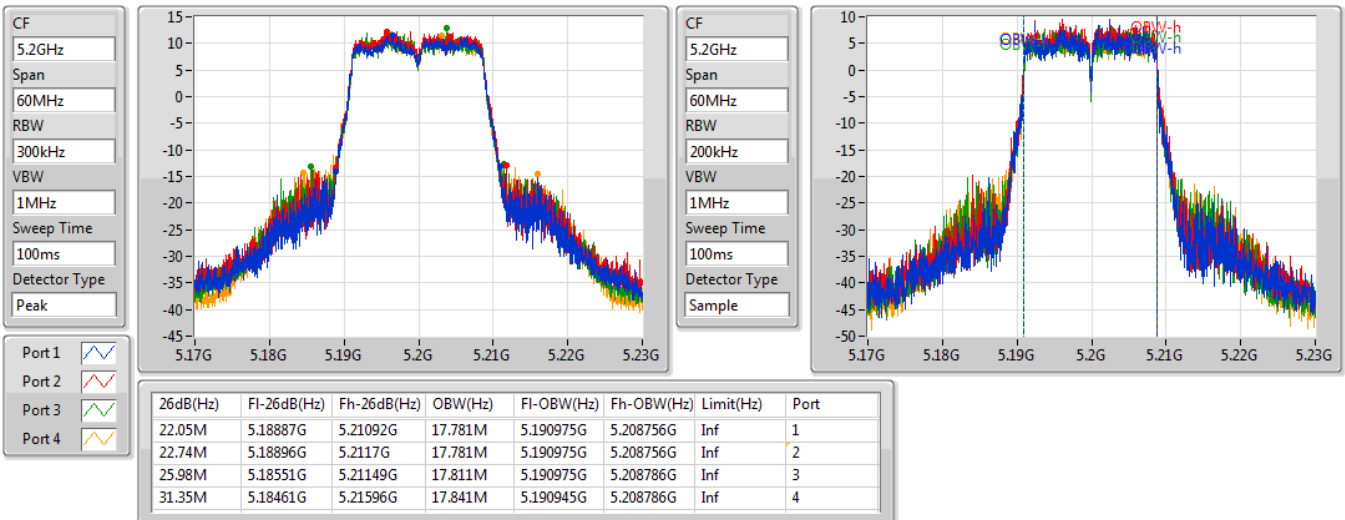 CF
5.2GHz
Span
60MHz
RBW
300kHz
VBW
1MHz
Sweep Time
100ms
Detector Type
Peak
15
10
5
0
-5
-10
-15
-20
-25
-30
-35
-40
-45
5.17G 5.18G 5.19G 5.2G 5.21G 5.22G 5.23G
CF
5.2GHz
Span
60MHz
RBW
200kHz
VBW
1MHz
Sweep Time
100ms
Detector Type
Sample
10
5
0
-5
-10
-15
-20
-25
-30
-35
-40
-45
-50
OBW-h
5.17G 5.18G 5.19G 5.2G 5.21G 5.22G 5.23G
Port 1
Port 2
Port 3
Port 4
26dB(Hz) Fl-26dB(Hz) Fh-26dB(Hz) OBW(Hz) Fl-OBW(Hz) Fh-OBW(Hz) Limit(Hz) Port
22.05M 5.18887G 5.21092G 17.781M 5.190975G 5.208756G Inf 1
22.74M 5.18896G 5.2117G 17.781M 5.190975G 5.208756G Inf 2
25.98M 5.18551G 5.21149G 17.811M 5.190975G 5.208786G Inf 3
31.35M 5.18461G 5.21596G 17.841M 5.190945G 5.208786G Inf 4